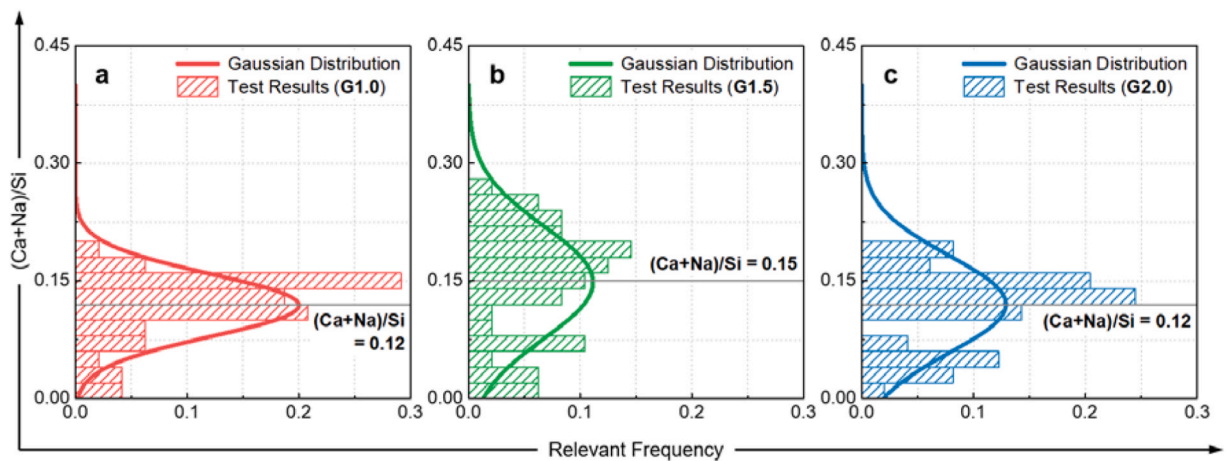 (Ca+Na)/Si
0.45
0.30
0.15
0.00
a
Gaussian Distribution
Test Results (G1.0)
(Ca+Na)/Si
= 0.12
0.0
0.1
0.2
0.3
0.45
0.30
0.15
0.00
b
Gaussian Distribution
Test Results (G1.5)
(Ca+Na)/Si = 0.15
0.0
0.1
0.2
0.3
0.45
0.30
0.15
0.00
c
Gaussian Distribution
Test Results (G2.0)
(Ca+Na)/Si = 0.12
0.0
0.1
0.2
0.3
Relevant Frequency